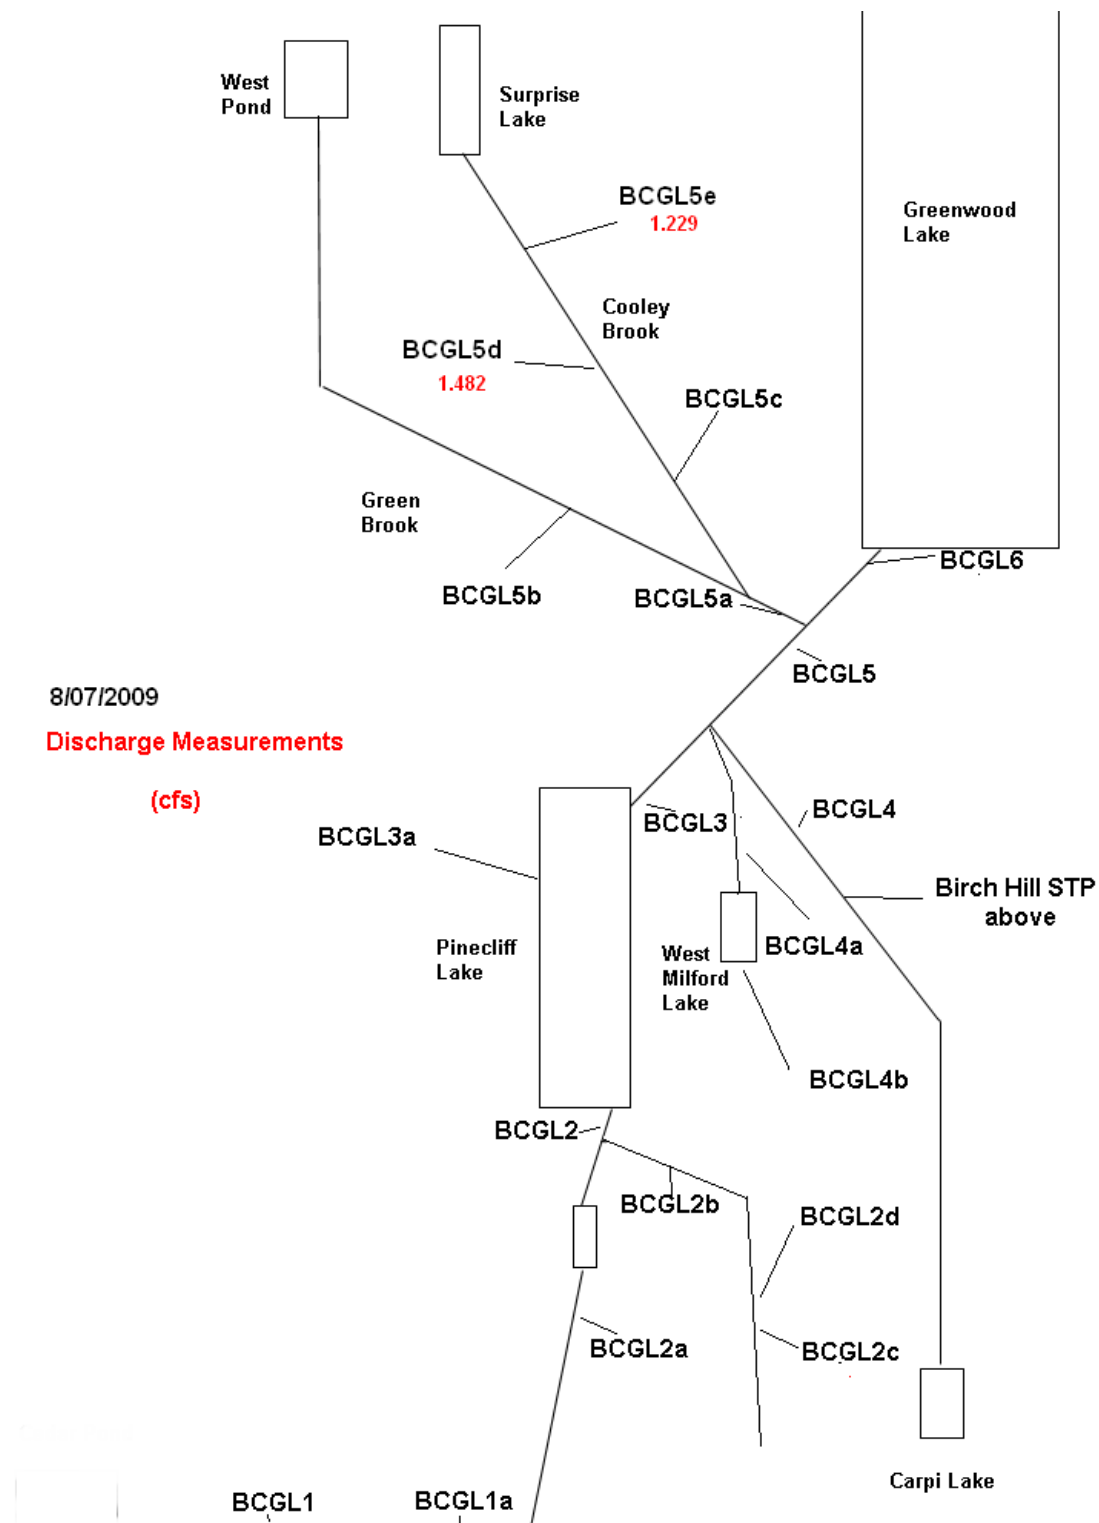 West
Pond
Surprise
Lake
BCGL5e
1.229
Greenwood
Lake
Cooley
Brook
BCGL5d
1.482
BCGL5c
Green
Brook
BCGL6
BCGL5b
BCGL5a
BCGL5
8/07/2009
Discharge Measurements
(cfs)
BCGL3a
BCGL3
BCGL4
Birch Hill STP
above
Pinecliff
Lake
West
Milford
Lake
BCGL4a
BCGL4b
BCGL2
BCGL2b
BCGL2d
BCGL2a
BCGL2c
Carpi Lake
BCGL1
BCGL1a